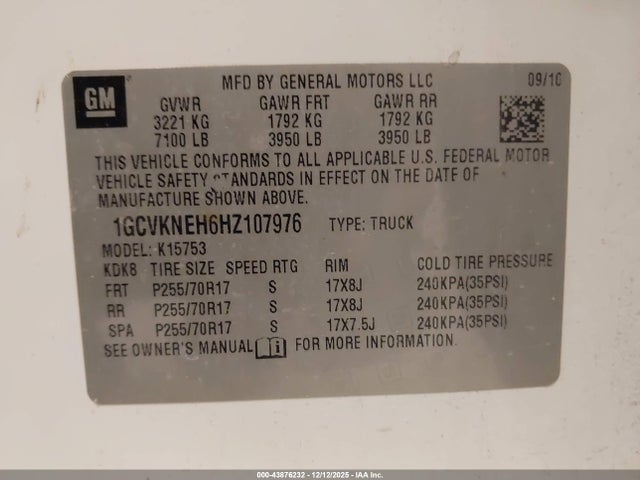 GM
MFD BY GENERAL MOTORS LLC 09/16
GVWR GAWR FRT GAWR RR
3221 KG 1792 KG 1792 KG
7100 LB 3950 LB 3950 LB
THIS VEHICLE CONFORMS TO ALL APPLICABLE U.S. FEDERAL MOTOR
VEHICLE SAFETY STANDARDS IN EFFECT ON THE DATE OF
MANUFACTURE SHOWN ABOVE.
1GCVKNEH6HZ107976 TYPE: TRUCK
MODEL: K15753
KDK8 TIRE SIZE SPEED RTG RIM COLD TIRE PRESSURE
FRT P255/70R17 S 17X8J 240KPA(35PSI)
RR P255/70R17 S 17X8J 240KPA(35PSI)
SPA P255/70R17 S 17X7.5J 240KPA(35PSI)
SEE OWNER'S MANUAL FOR MORE INFORMATION.
000-43876232 - 12/12/2025 - IAA Inc.